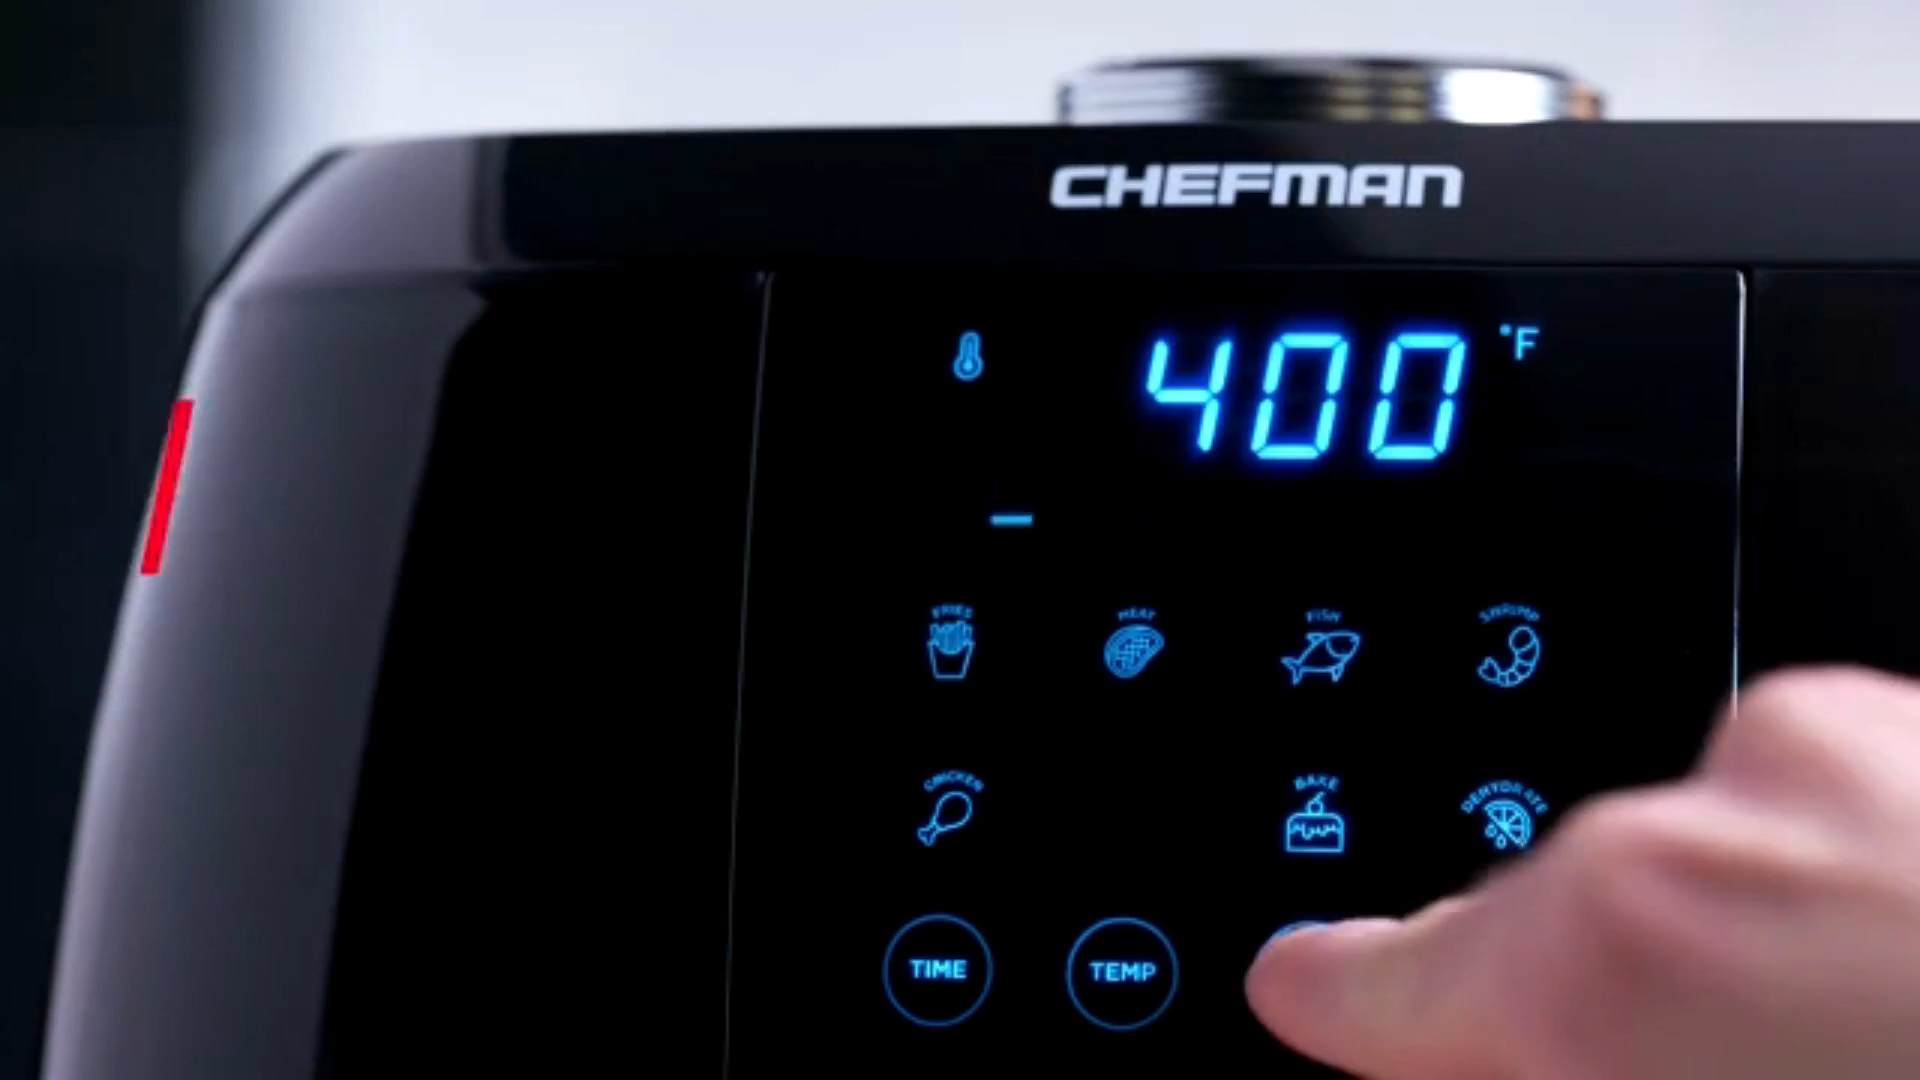 CHEFMAN
400 °F
FRIES
MEAT
FISH
SHRIMP
CHICKEN
BAKE
DEHYDRATE
TIME
TEMP